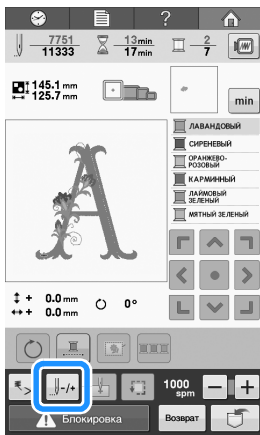 ?
7751 13min 2
11333 17min 7
145.1 mm
125.7 mm
min
ЛАВАНДОВЫЙ
СИРЕНЕВЫЙ
ОРАНЖЕВО-
РОЗОВЫЙ
КАРМИННЫЙ
ЛАЙМОВЫЙ
ЗЕЛЕНЫЙ
МЯТНЫЙ ЗЕЛЕНЫЙ
A
+ 0.0 mm 0°
+ 0.0 mm
-/+ 1000 - +
spm
Блокировка Возврат